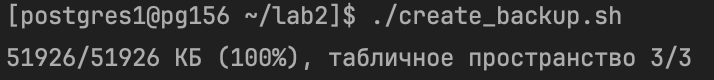 [postgres1@pg156 ~/lab2]$ ./create_backup.sh
51926/51926 КБ (100%), табличное пространство 3/3